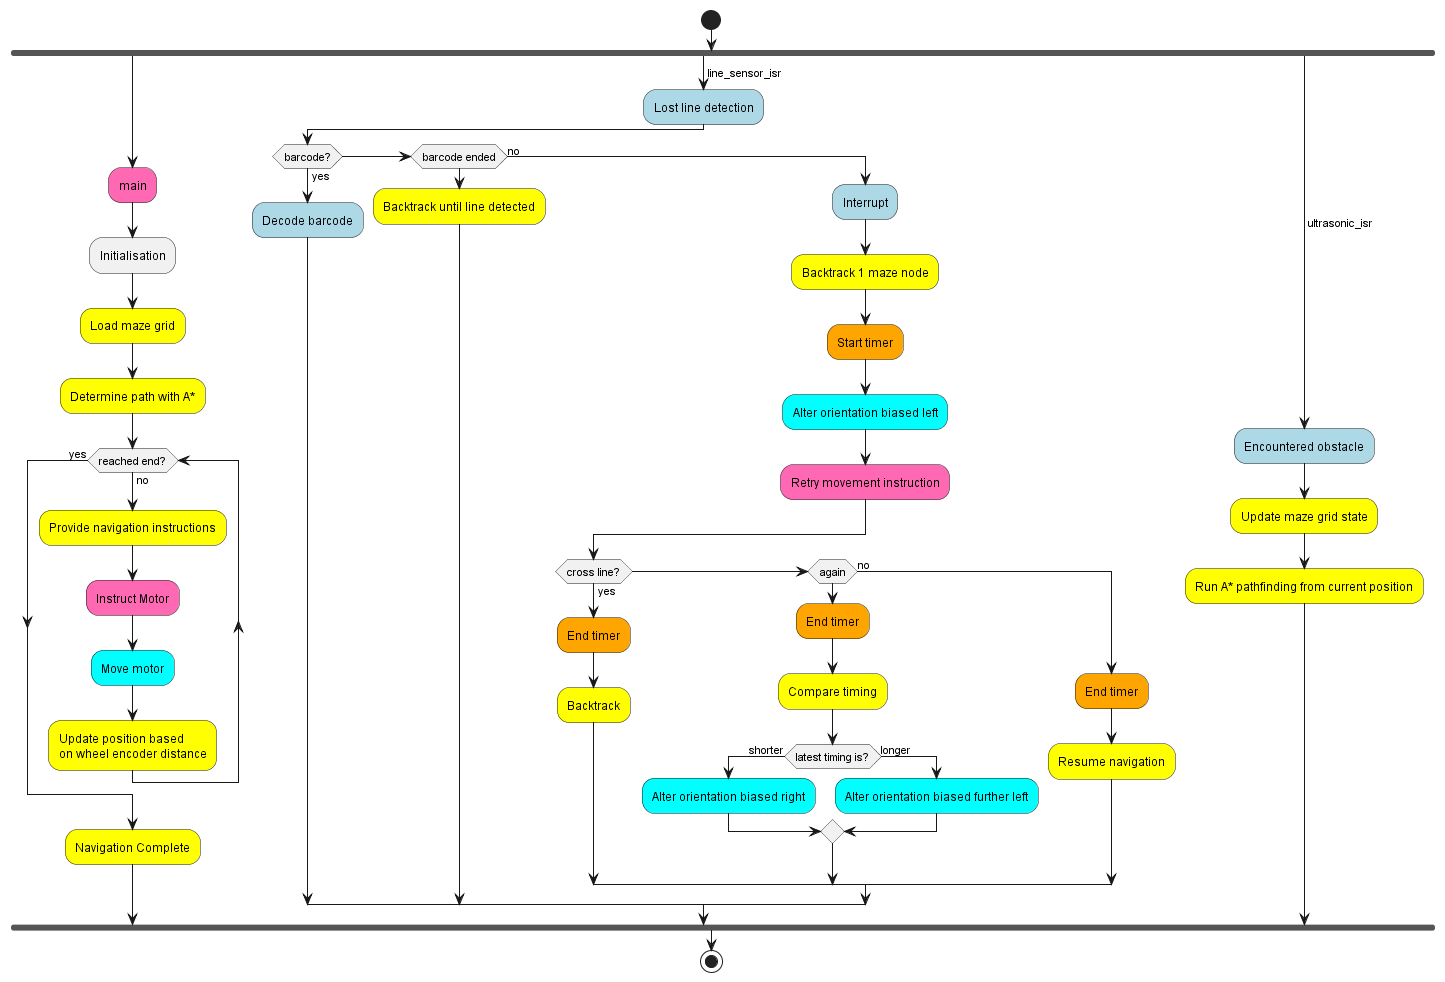 main
Initialisation
Load maze grid
Determine path with A*
yes
reached end?
no
Provide navigation instructions
Instruct Motor
Move motor
Update position based
on wheel encoder distance
Navigation Complete
line_sensor_isr
Lost line detection
barcode?
yes
Decode barcode
barcode ended
no
Backtrack until line detected
Interrupt
Backtrack 1 maze node
Start timer
Alter orientation biased left
Retry movement instruction
cross line?
yes
End timer
Backtrack
again
no
End timer
Compare timing
shorter
latest timing is?
longer
Alter orientation biased right
Alter orientation biased further left
End timer
Resume navigation
ultrasonic_isr
Encountered obstacle
Update maze grid state
Run A* pathfinding from current position